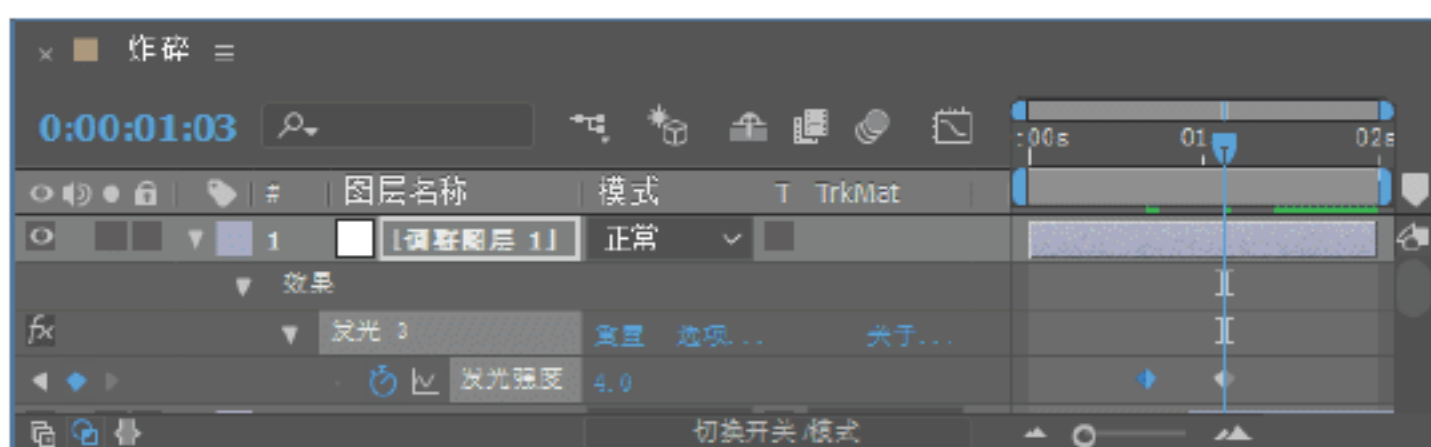 炸碎
0:00:01:03
:00s 01 02s
# 图层名称 模式 T TrkMat
1 [调整图层 1] 正常
效果
fx 发光 3 重置 选项... 关于...
发光强度 4.0
切换开关/模式